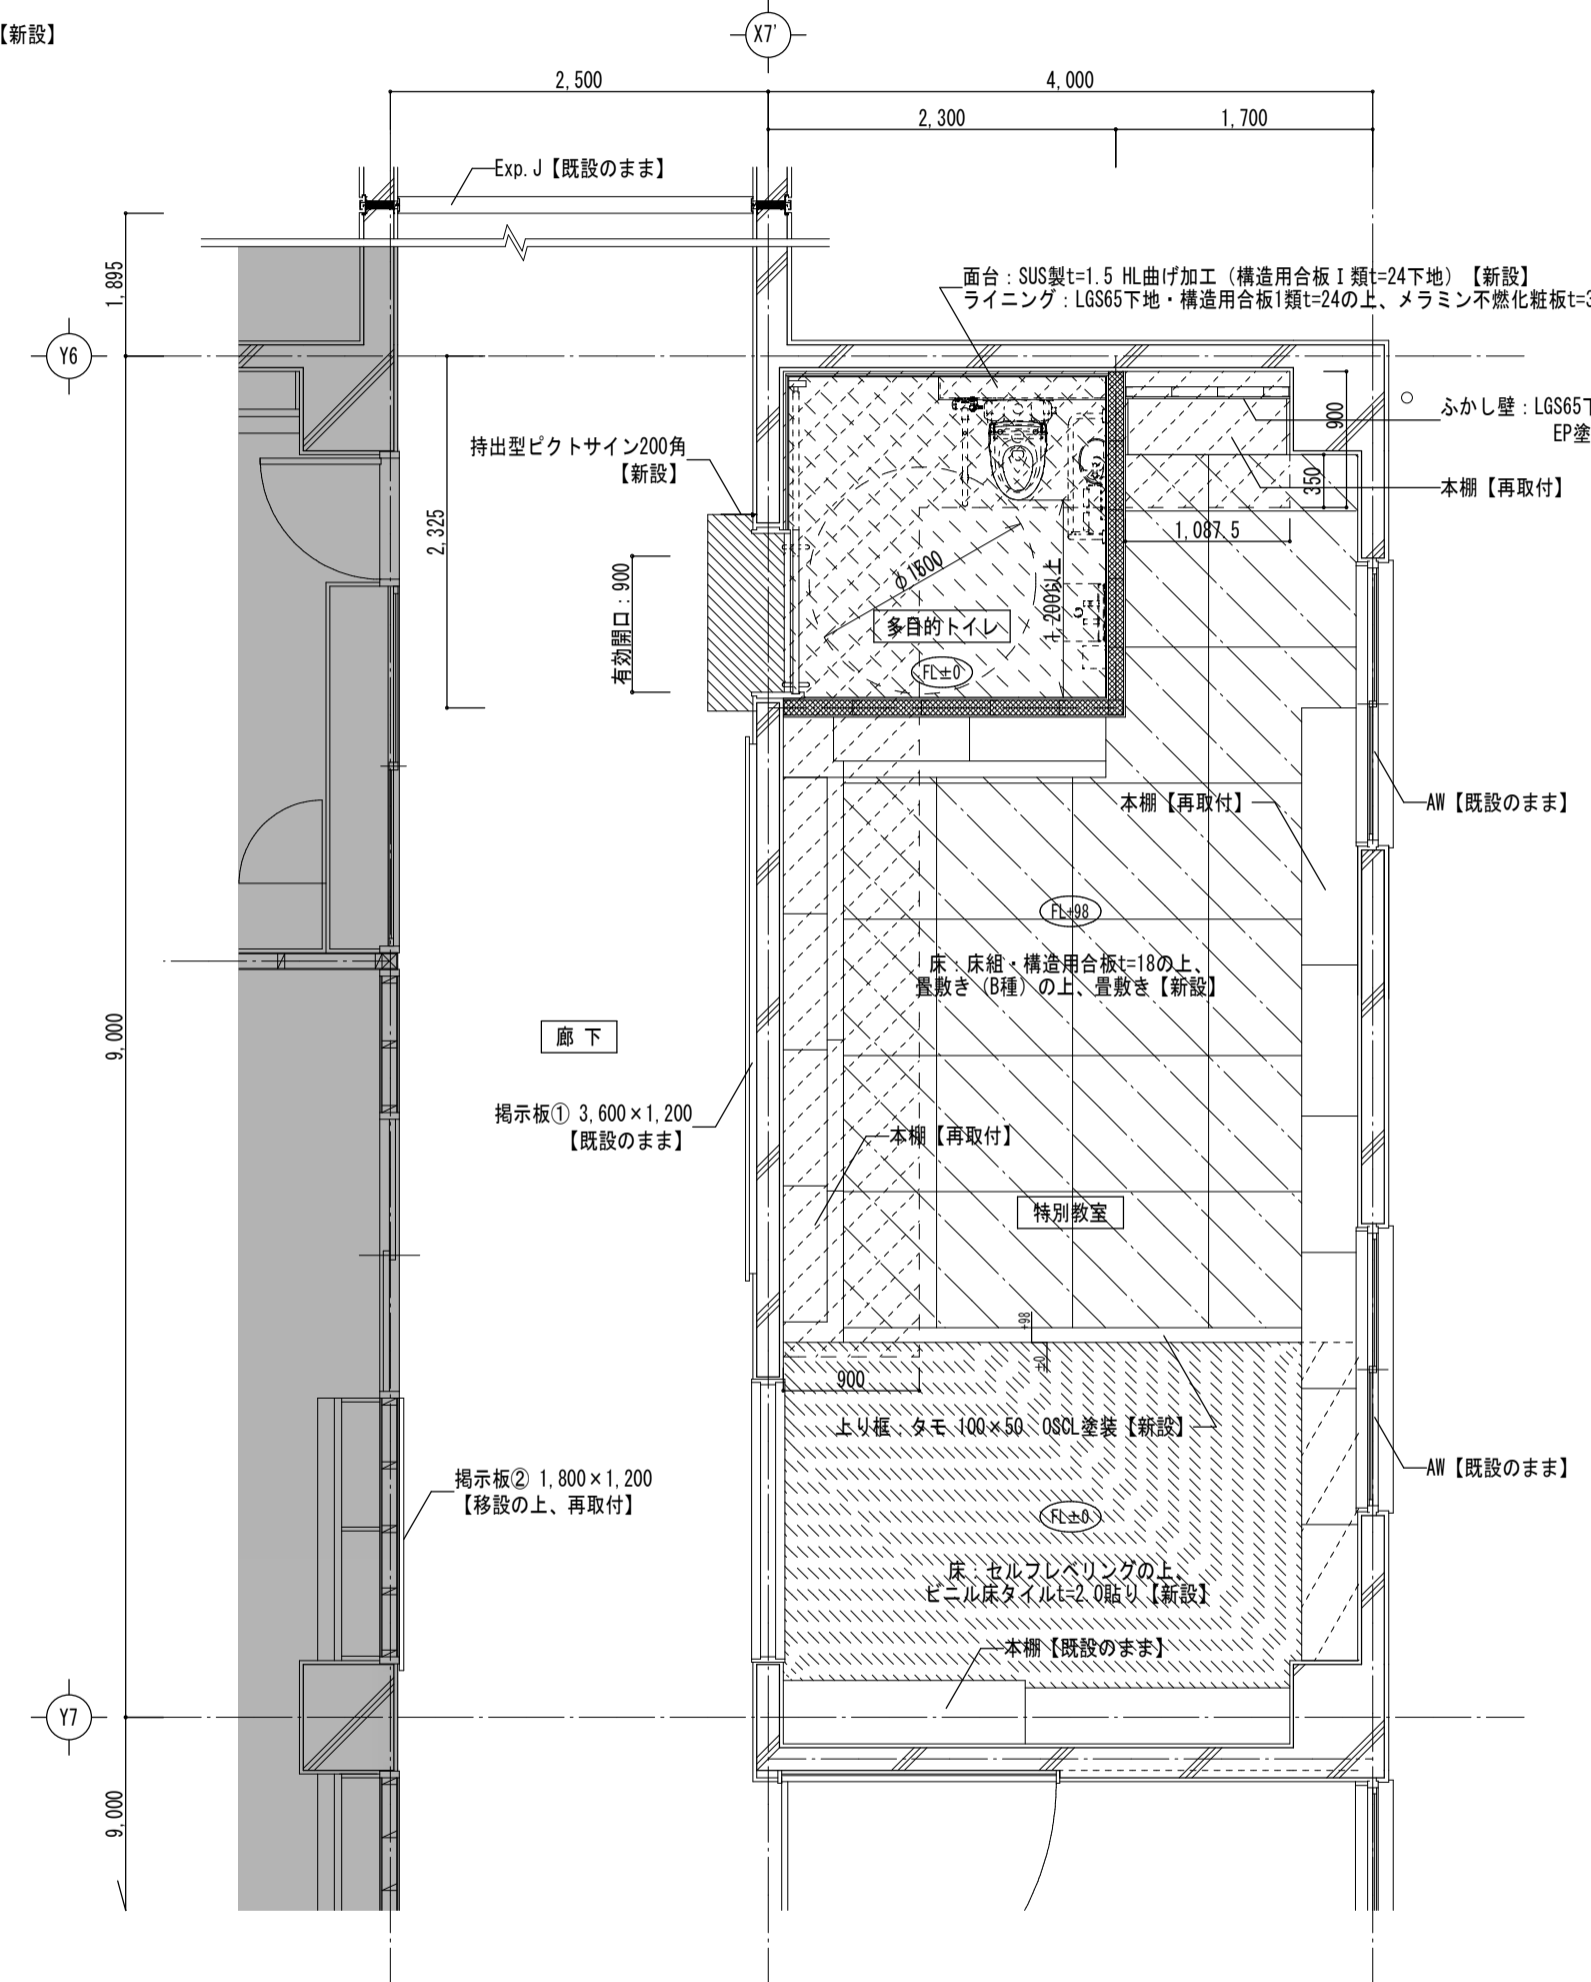 【新設】
X7'
2,500
4,000
2,300
1,700
Exp.J【既設のまま】
1,895
面台：SUS製t=1.5 HL曲げ加工（構造用合板Ⅰ類t=24下地）【新設】
ライニング：LGS65下地・構造用合板1類t=24の上、メラミン不燃化粧板t=3
Y6
900
ふかし壁：LGS65下
EP塗
持出型ピクトサイン200角
【新設】
350
本棚【再取付】
2,325
1,087.5
有効開口：900
1,200以上
多目的トイレ
FL±0
本棚【再取付】
AW【既設のまま】
FL+98
床：床組・構造用合板t=18の上、
畳敷き（B種）の上、畳敷き【新設】
9,000
廊 下
掲示板① 3,600×1,200
【既設のまま】
本棚【再取付】
特別教室
+98
±0
900
上り框：タモ 100×50 OSCL塗装【新設】
掲示板② 1,800×1,200
【移設の上、再取付】
AW【既設のまま】
FL±0
床：セルフレベリングの上、
ビニル床タイルt=2.0貼り【新設】
本棚【既設のまま】
Y7
9,000